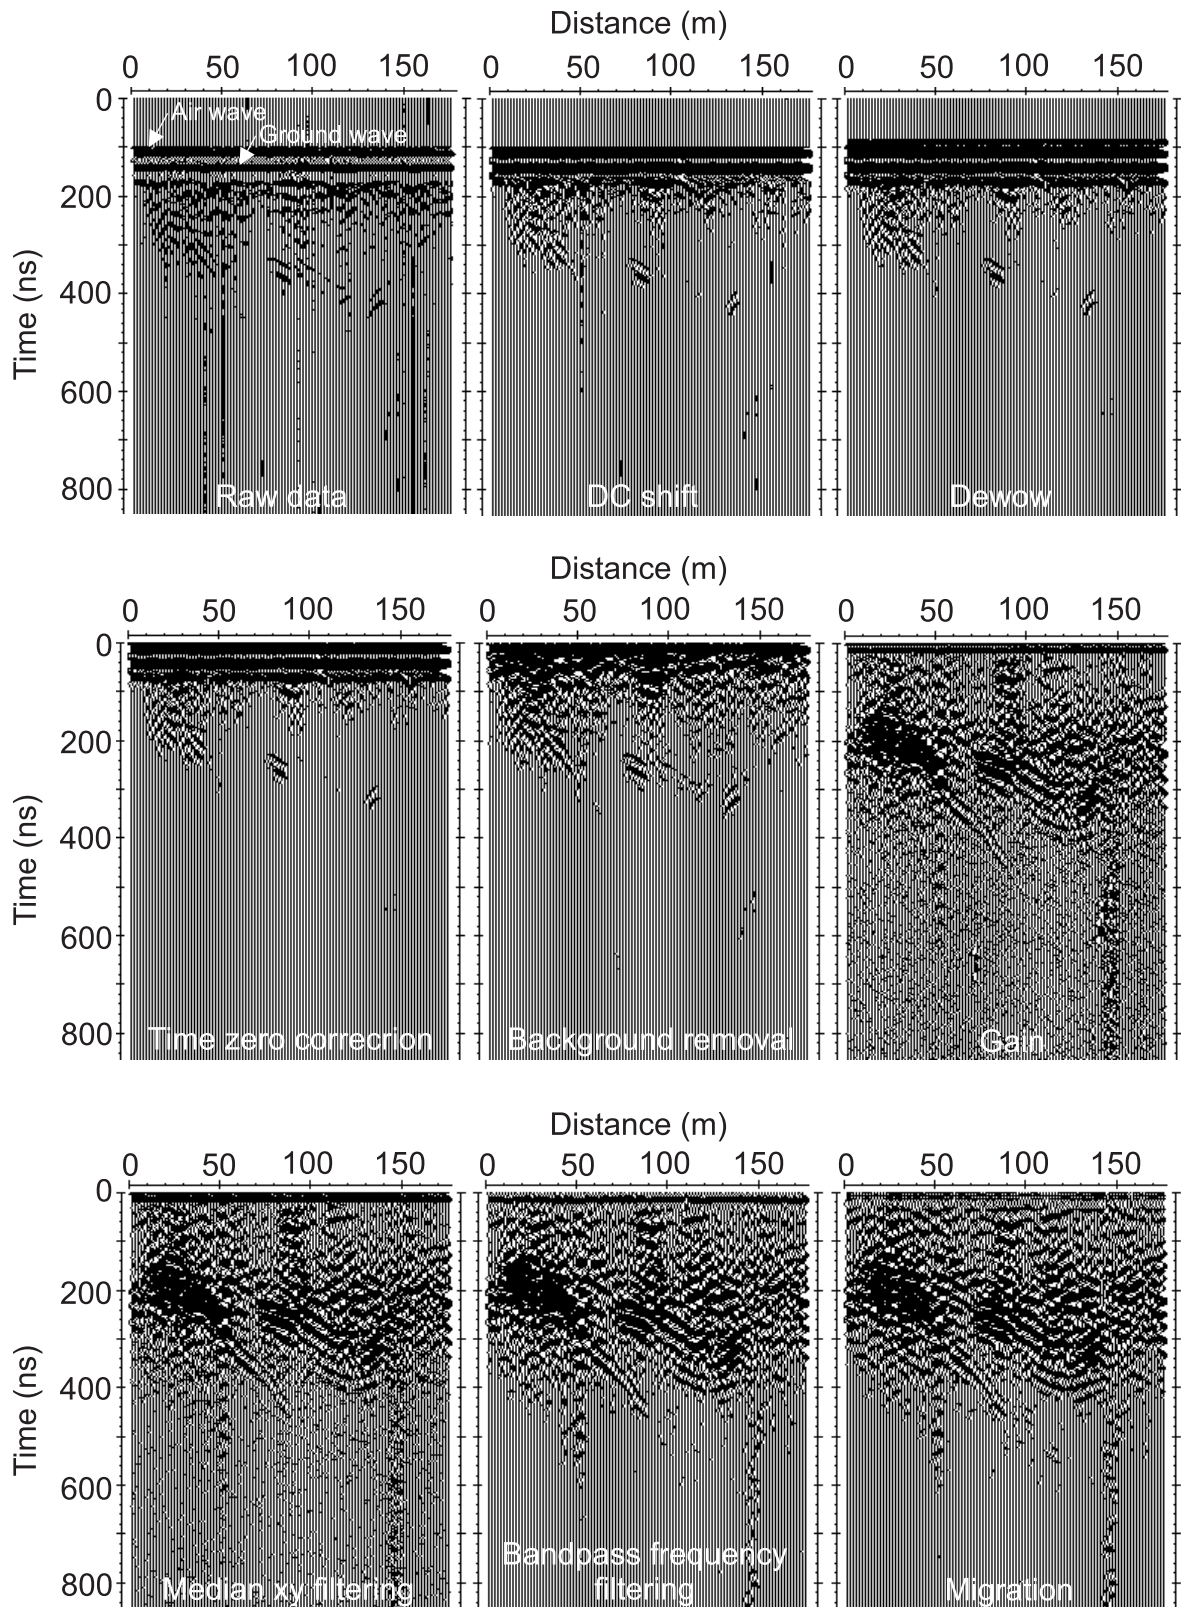 Distance (m)
0 50 100 150 0 50 100 150 0 50 100 150
0
Air wave
Ground wave
200
400
600
800
Time (ns)
Raw data DC shift Dewow
Distance (m)
0 50 100 150 0 50 100 150 0 50 100 150
0
200
400
600
800
Time (ns)
Time zero correcrion Background removal Gain
Distance (m)
0 50 100 150 0 50 100 150 0 50 100 150
0
200
400
600
800
Time (ns)
Median xy filtering Bandpass frequency
filtering Migration